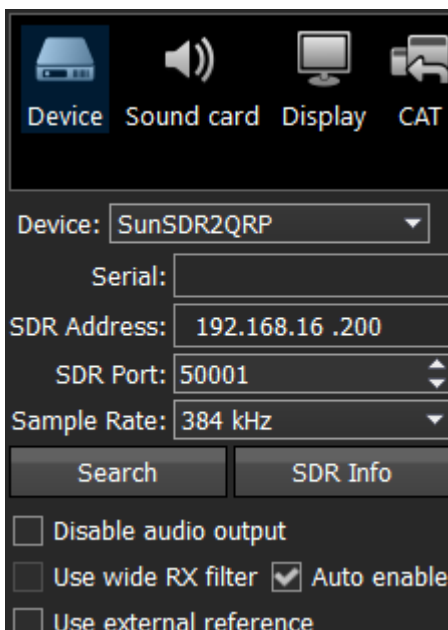 Device Sound card Display CAT
Device: SunSDR2QRP
Serial:
SDR Address: 192.168.16 .200
SDR Port: 50001
Sample Rate: 384 kHz
Search SDR Info
Disable audio output
Use wide RX filter Auto enable
Use external reference